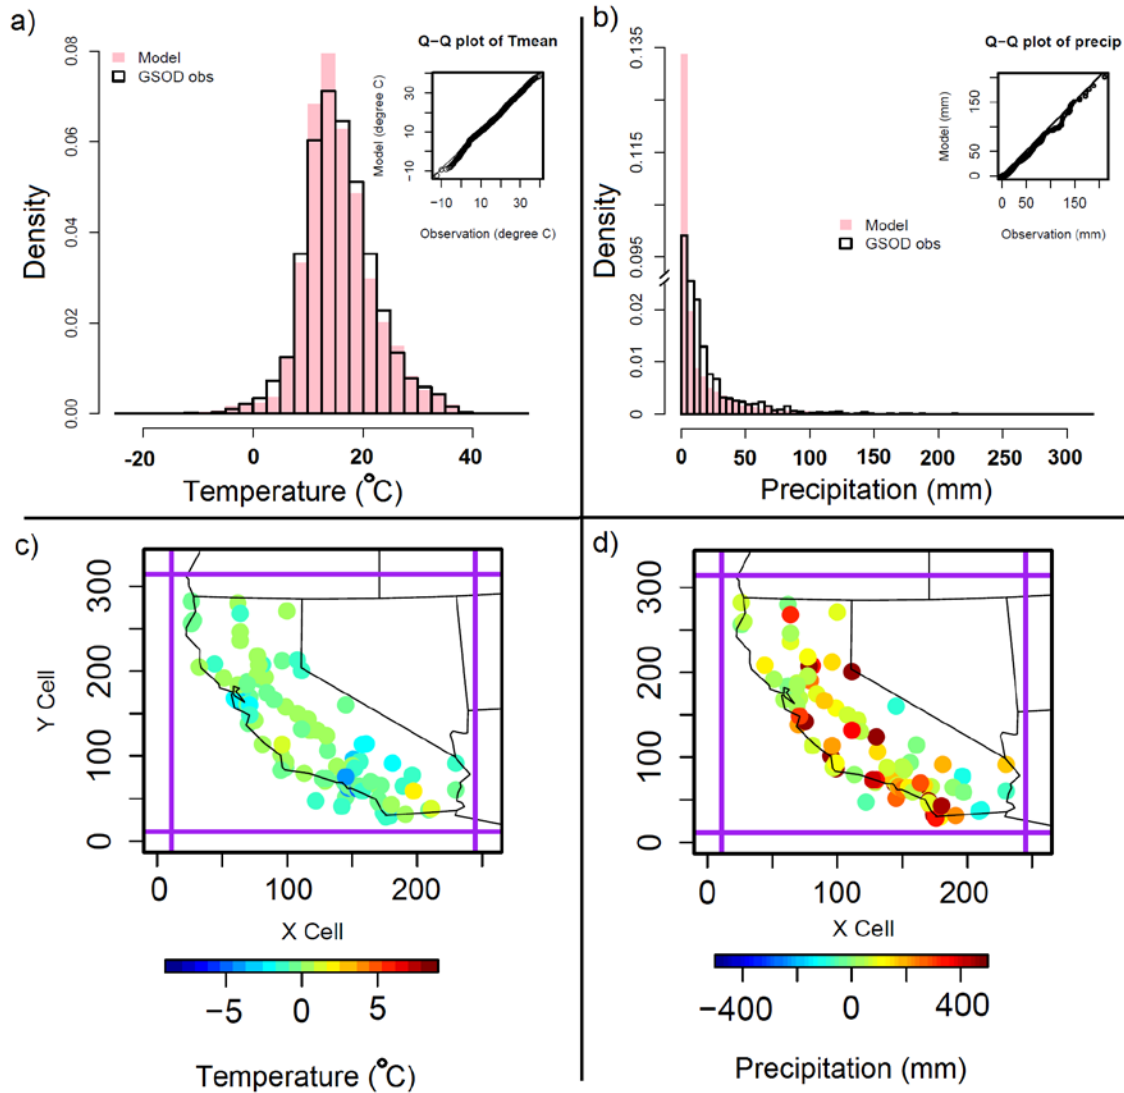 a)
Q−Q plot of Tmean
Model
GSOD obs
Density
0.00 0.02 0.04 0.06 0.08
-20 0 20 40
Temperature (°C)
Model (degree C)
−10 10 30
−10 10 30
Observation (degree C)
b)
Q−Q plot of precip
Model
GSOD obs
Density
0 0.01 0.02 0.095 0.115 0.135
0 50 100 150 200 250 300
Precipitation (mm)
Model (mm)
0 50 150
0 50 150
Observation (mm)
c)
Y Cell
0 100 200 300
0 100 200
X Cell
−5 0 5
Temperature (°C)
d)
0 100 200 300
0 100 200
X Cell
−400 0 400
Precipitation (mm)